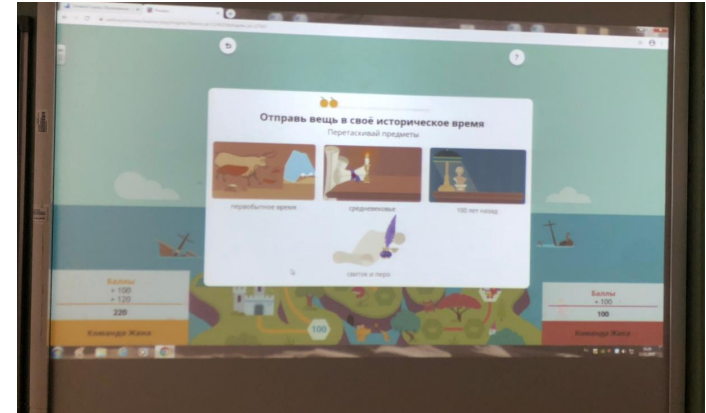 Отправь вещь в своё историческое время
Перетаскивай предметы
первобытное время
средневековье
100 лет назад
свиток и перо
Баллы
+ 100
+ 120
220
Команда Жака
100
Баллы
+ 100
100
?